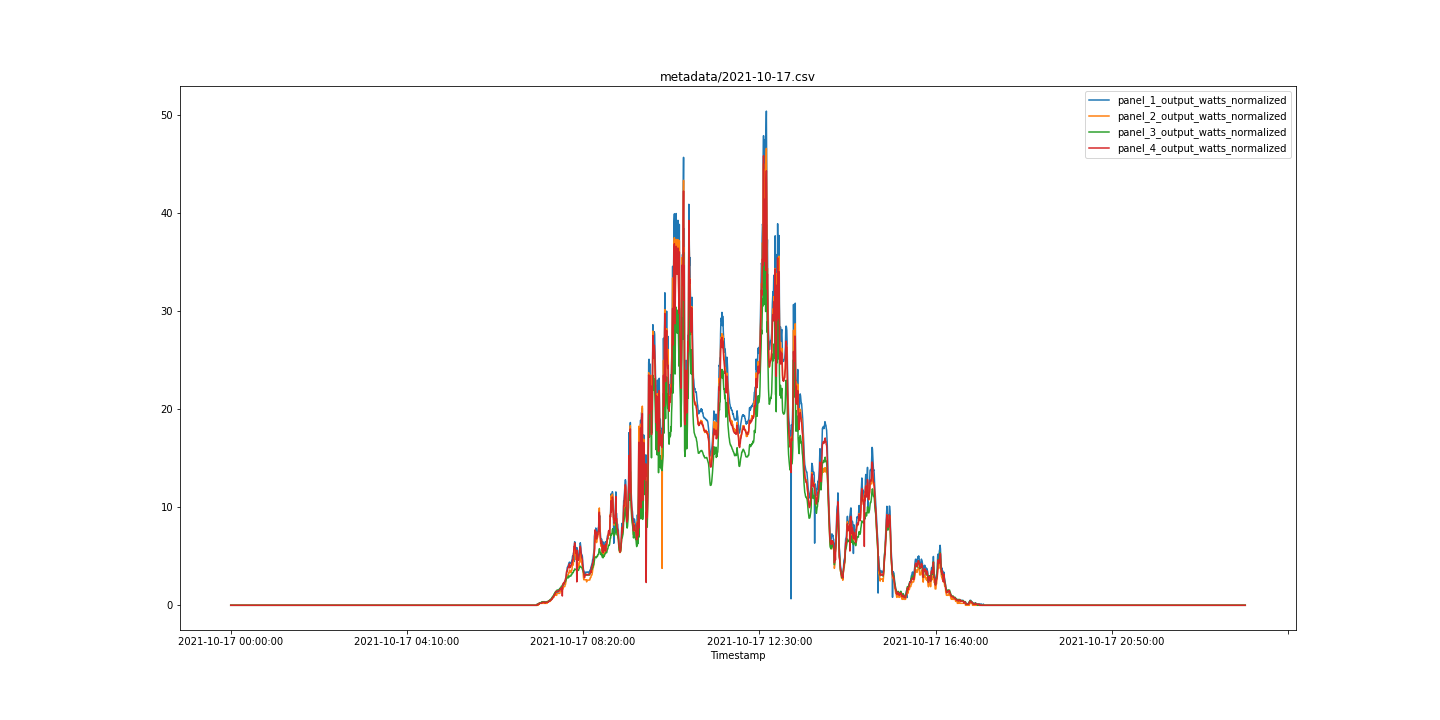 metadata/2021-10-17.csv
panel_1_output_watts_normalized
panel_2_output_watts_normalized
panel_3_output_watts_normalized
panel_4_output_watts_normalized
50
40
30
20
10
0
2021-10-17 00:00:00 2021-10-17 04:10:00 2021-10-17 08:20:00 2021-10-17 12:30:00 2021-10-17 16:40:00 2021-10-17 20:50:00
Timestamp